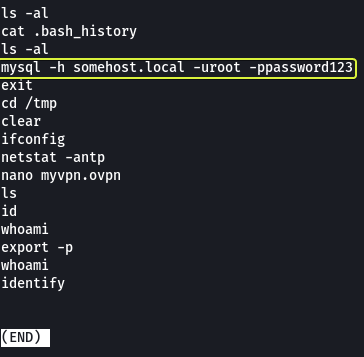 ls -al
cat .bash_history
ls -al
mysql -h somehost.local -uroot -ppassword123
exit
cd /tmp
clear
ifconfig
netstat -antp
nano myvpn.ovpn
ls
id
whoami
export -p
whoami
identify
(END)